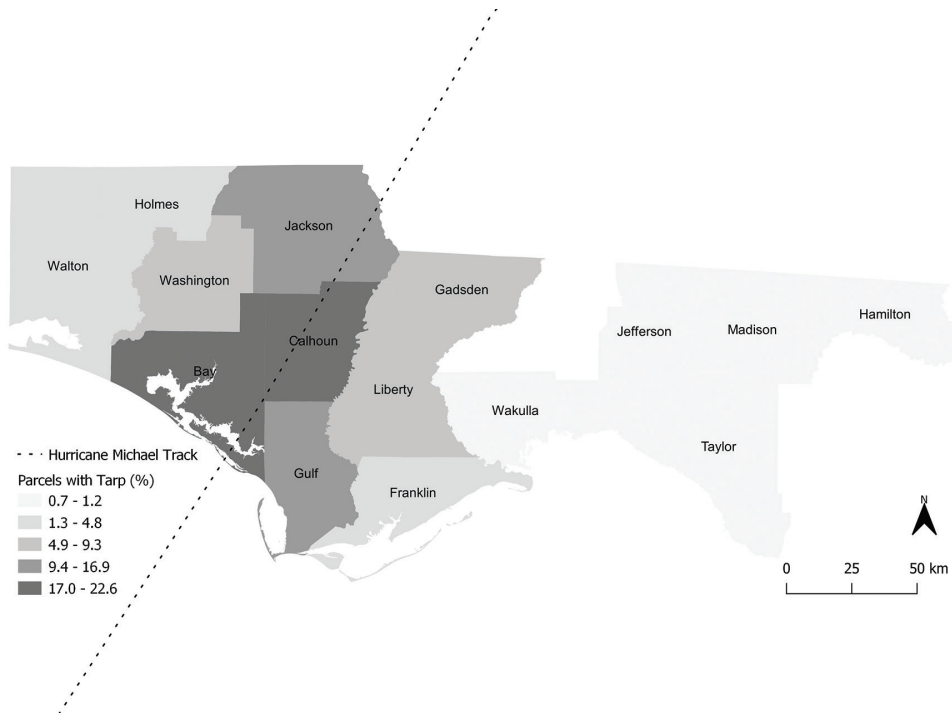 Holmes
Jackson
Walton
Washington
Gadsden
Hamilton
Jefferson
Madison
Calhoun
Bay
Liberty
Wakulla
Taylor
Hurricane Michael Track
Gulf
Parcels with Tarp (%)
Franklin
0.7 - 1.2
1.3 - 4.8
4.9 - 9.3
9.4 - 16.9
17.0 - 22.6
N
0 25 50 km